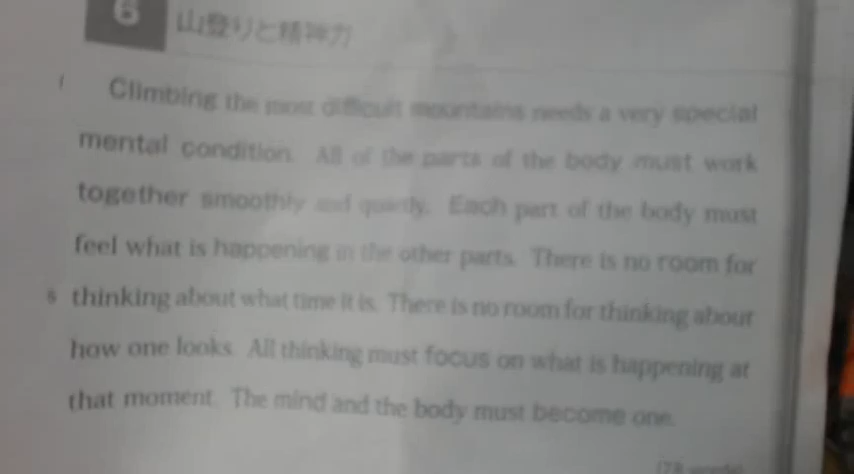 6 山登りと精神力
Climbing the most difficult mountains needs a very special
mental condition. All of the parts of the body must work
together smoothly and quietly. Each part of the body must
feel what is happening in the other parts. There is no room for
5 thinking about what time it is. There is no room for thinking about
how one looks. All thinking must focus on what is happening at
that moment. The mind and the body must become one.